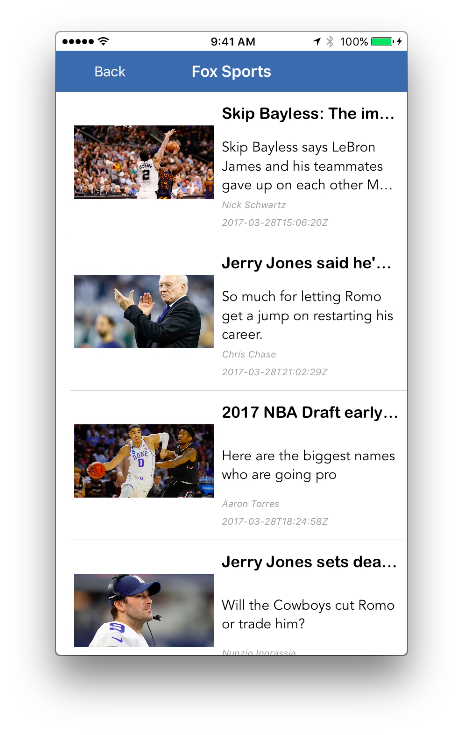 9:41 AM 100%
Back Fox Sports
Skip Bayless: The im...
Skip Bayless says LeBron
James and his teammates
gave up on each other M...
Nick Schwartz
2017-03-28T15:06:20Z
Jerry Jones said he'...
So much for letting Romo
get a jump on restarting his
career.
Chris Chase
2017-03-28T21:02:29Z
2017 NBA Draft early...
Here are the biggest names
who are going pro
Aaron Torres
2017-03-28T18:24:58Z
Jerry Jones sets dea...
Will the Cowboys cut Romo
or trade him?
Nunzio Ingrassia
2
DUKE
0
9